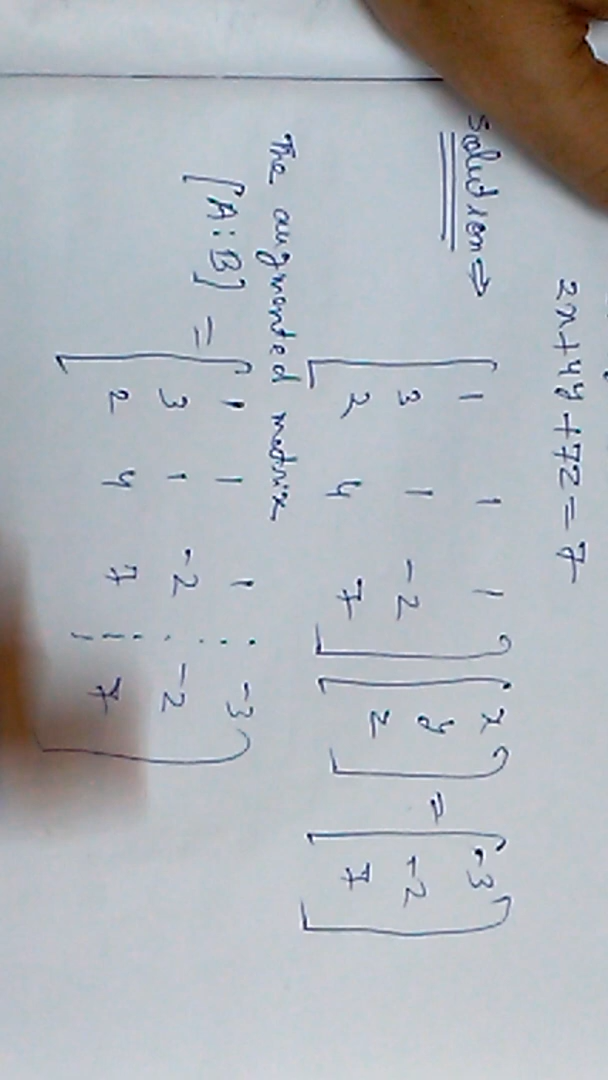 2x+4y+7z=7
Solution⇒
[1 1 1
3 1 -2
2 4 7] [x
y
z] = [-3
-2
7]
The augmented matrix
[A:B] = [1 1 1 : -3
3 1 -2 : -2
2 4 7 : 7]